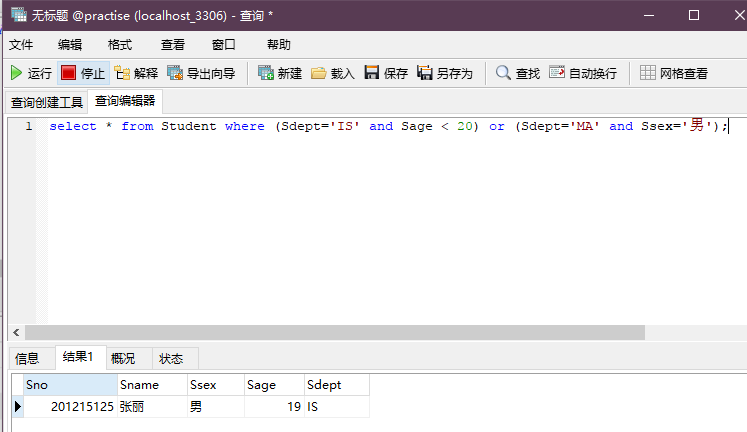 无标题 @practise (localhost_3306) - 查询 *
文件 编辑 格式 查看 窗口 帮助
运行 停止 解释 导出向导 新建 载入 保存 另存为 查找 自动换行 网格查看
查询创建工具 查询编辑器
1 select * from Student where (Sdept='IS' and Sage < 20) or (Sdept='MA' and Ssex='男');
信息 结果1 概况 状态
Sno Sname Ssex Sage Sdept
201215125 张丽 男 19 IS